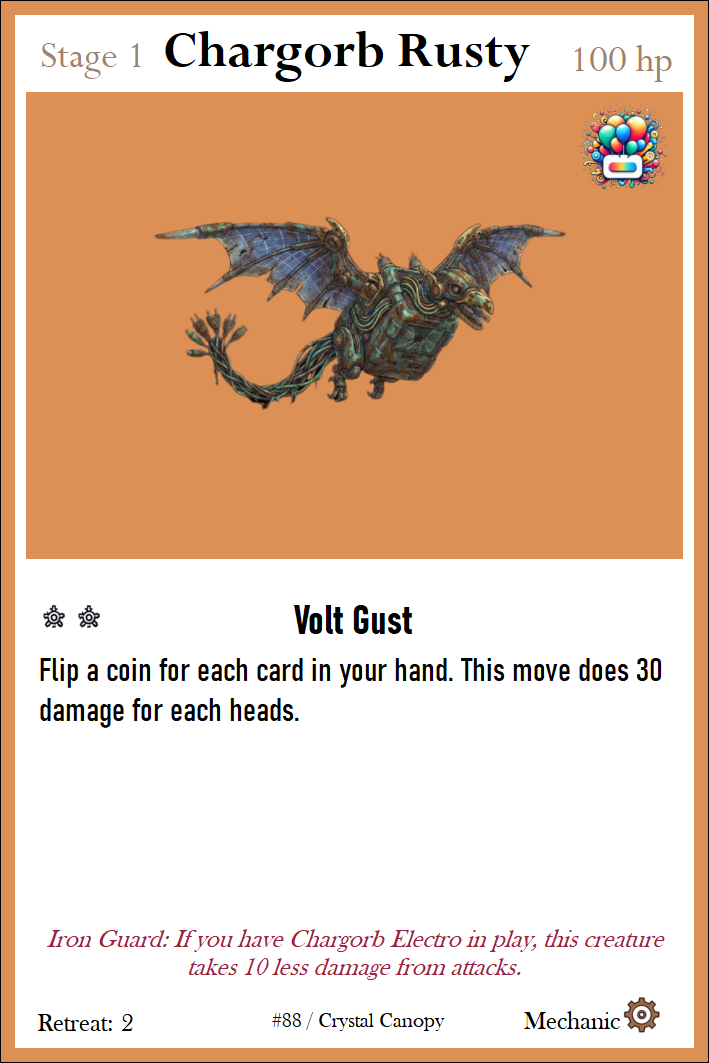 Stage 1 Chargorb Rusty 100 hp
Volt Gust
Flip a coin for each card in your hand. This move does 30
damage for each heads.
Iron Guard: If you have Chargorb Electro in play, this creature
takes 10 less damage from attacks.
Retreat: 2 #88 / Crystal Canopy Mechanic